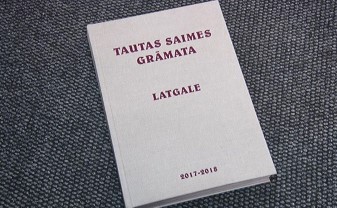 TAUTAS SAIMES
GRĀMATA
LATGALE
2017-2018